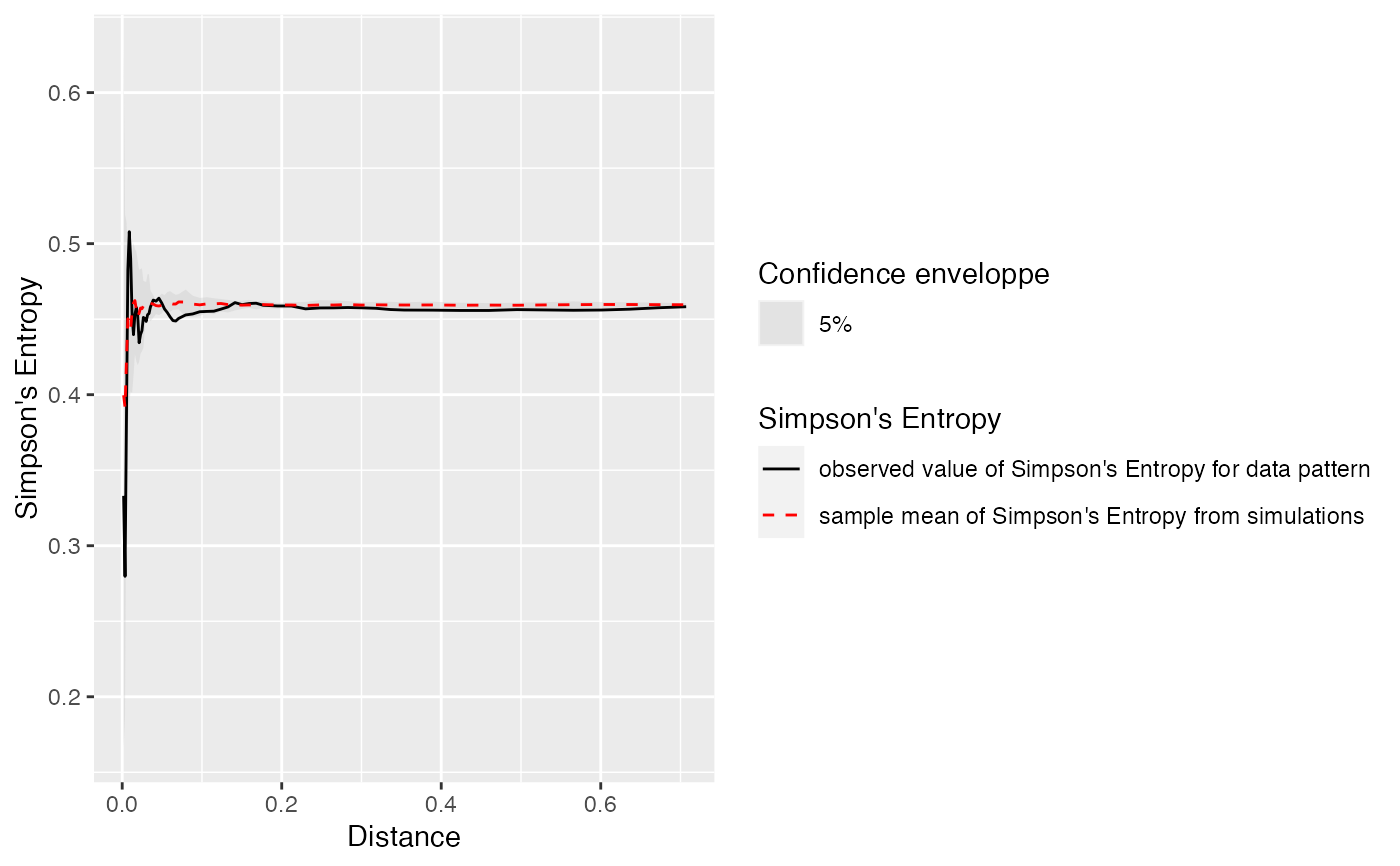 0.6
0.5
0.4
0.3
0.2
Simpson's Entropy
0.0
0.2
0.4
0.6
Distance
Confidence enveloppe
5%
Simpson's Entropy
observed value of Simpson's Entropy for data pattern
sample mean of Simpson's Entropy from simulations